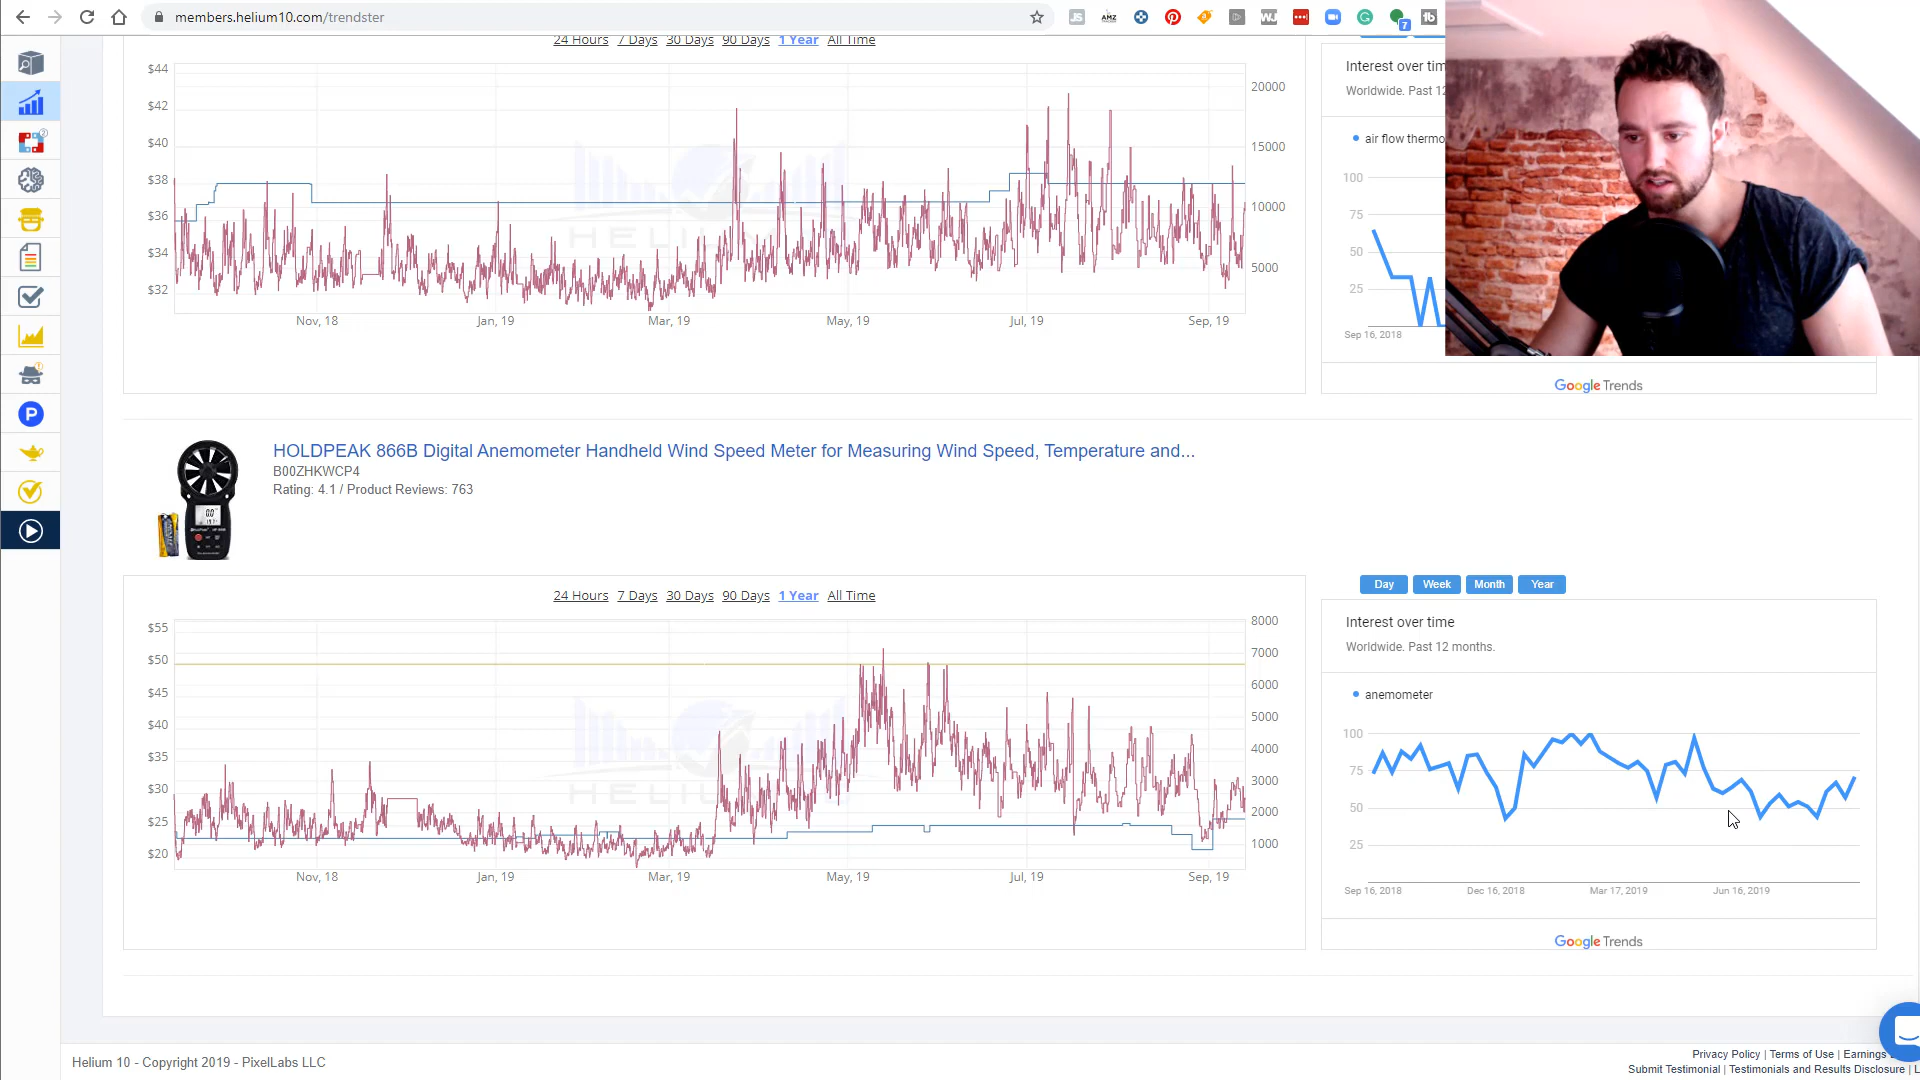 members.helium10.com/trendster
24 Hours 7 Days 30 Days 90 Days 1 Year All Time
$44
$42
$40
$38
$36
$34
$32
20000
15000
10000
5000
Nov, 18 Jan, 19 Mar, 19 May, 19 Jul, 19 Sep, 19
Interest over tim
Worldwide. Past 12
air flow thermo
100
75
50
25
Sep 16, 2018
Google Trends
HOLDPEAK 866B Digital Anemometer Handheld Wind Speed Meter for Measuring Wind Speed, Temperature and...
B00ZHKWCP4
Rating: 4.1 / Product Reviews: 763
24 Hours 7 Days 30 Days 90 Days 1 Year All Time
$55
$50
$45
$40
$35
$30
$25
$20
8000
7000
6000
5000
4000
3000
2000
1000
Nov, 18 Jan, 19 Mar, 19 May, 19 Jul, 19 Sep, 19
Day Week Month Year
Interest over time
Worldwide. Past 12 months.
anemometer
100
75
50
25
Sep 16, 2018 Dec 16, 2018 Mar 17, 2019 Jun 16, 2019
Google Trends
Helium 10 - Copyright 2019 - PixelLabs LLC
Privacy Policy | Terms of Use | Earnings
Submit Testimonial | Testimonials and Results Disclosure | L